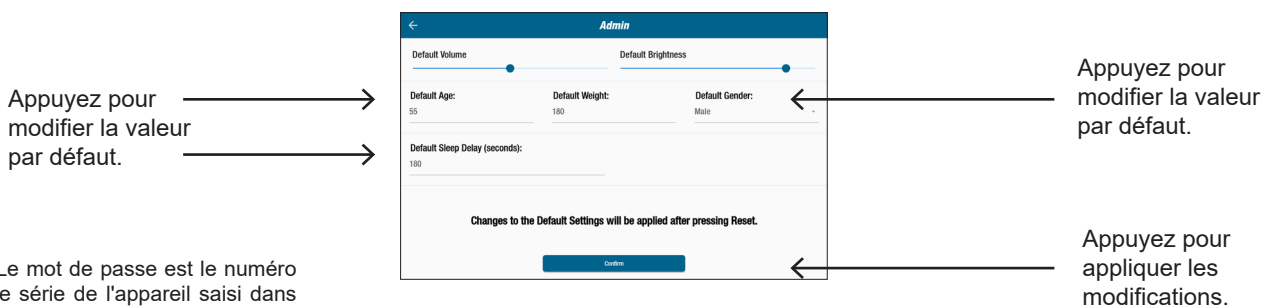 Admin
Default Volume
Default Brightness
Default Age:
Default Weight:
Default Gender:
55
180
Male
Default Sleep Delay (seconds):
180
Changes to the Default Settings will be applied after pressing Reset.
Confirm
Appuyez pour
modifier la valeur
par défaut.
Appuyez pour
modifier la valeur
par défaut.
Appuyez pour
appliquer les
modifications.
Le mot de passe est le numéro
e série de l'appareil saisi dans